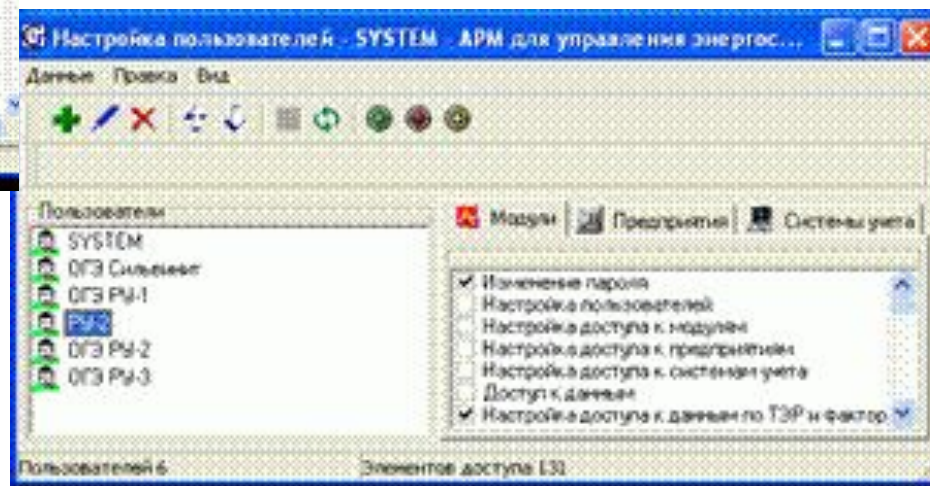 Настройка пользователей - SYSTEM - АРМ для управления энергос...
Данные Правка Вид
Пользователи
SYSTEM
ОГЭ Сильвинит
ОГЭ РУ-1
РУ-2
ОГЭ РУ-2
ОГЭ РУ-3
Модули Предприятия Системы учета
Изменение пароля
Настройка пользователей
Настройка доступа к модулям
Настройка доступа к предприятиям
Настройка доступа к системам учета
Доступ к данным
Настройка доступа к данным по ТЭР и фактор
Пользователей 6 Элементов доступа 131